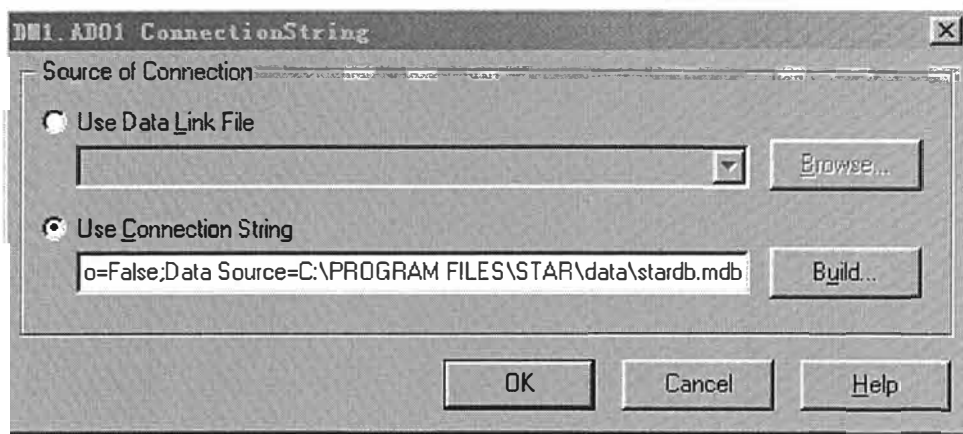 DM1.ADO1 ConnectionString
Source of Connection
Use Data Link File
Browse...
Use Connection String
o=False;Data Source=C:\PROGRAM FILES\STAR\data\stardb.mdb
Build...
OK
Cancel
Help